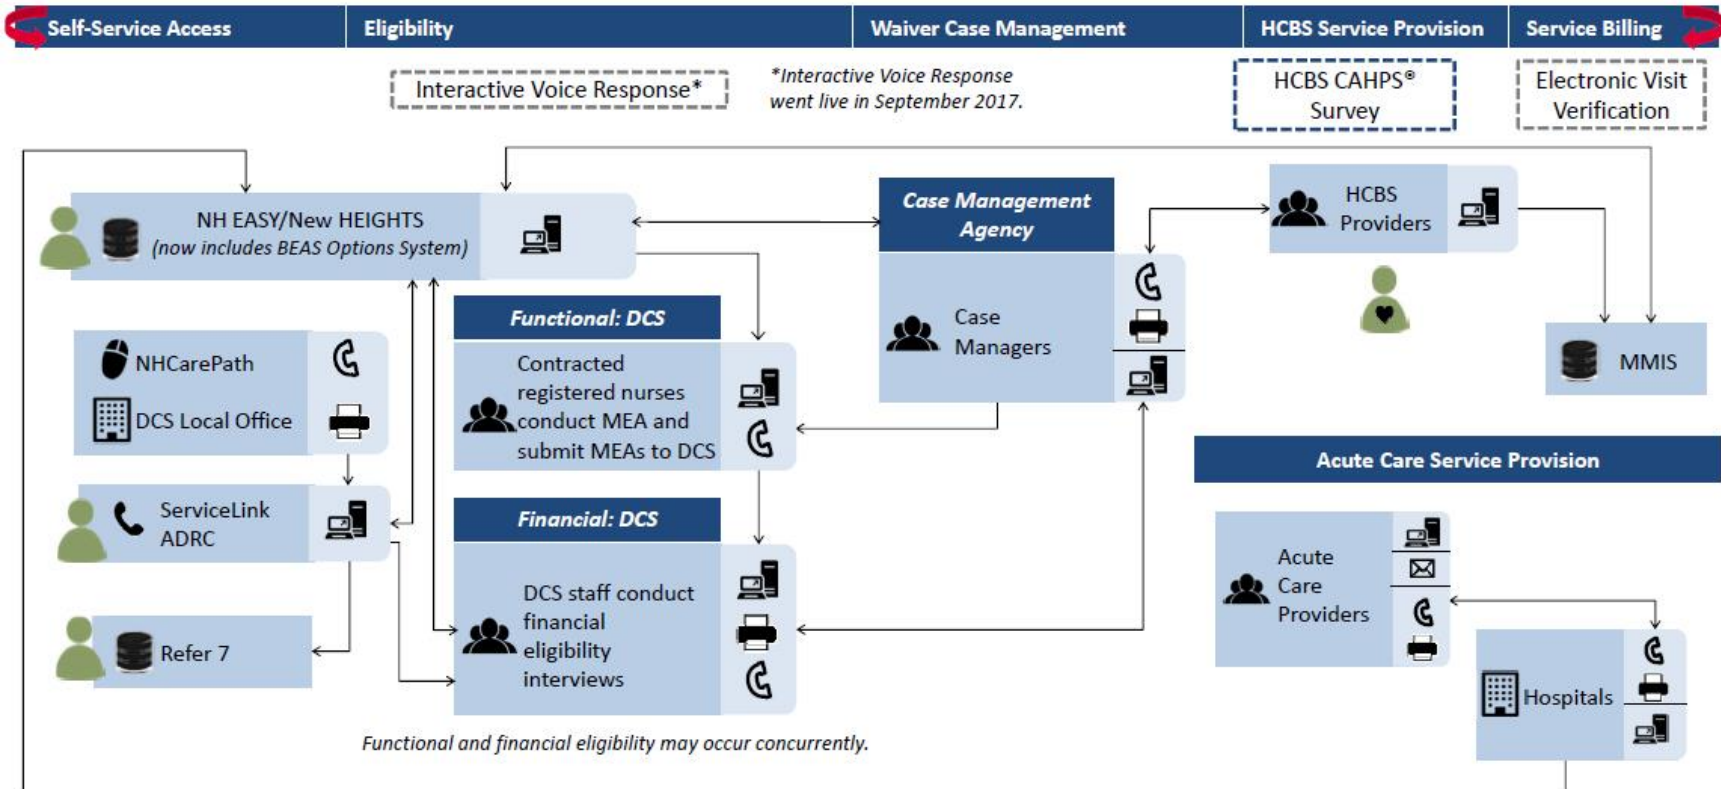 Self-Service Access
Eligibility
Waiver Case Management
HCBS Service Provision
Service Billing
Interactive Voice Response*
*Interactive Voice Response
went live in September 2017.
HCBS CAHPS®
Survey
Electronic Visit
Verification
NH EASY/New HEIGHTS
(now includes BEAS Options System)
Case Management
Agency
Case
Managers
HCBS
Providers
MMIS
NHCarePath
DCS Local Office
Functional: DCS
Contracted
registered nurses
conduct MEA and
submit MEAs to DCS
ServiceLink
ADRC
Financial: DCS
DCS staff conduct
financial
eligibility
interviews
Refer 7
Functional and financial eligibility may occur concurrently.
Acute Care Service Provision
Acute
Care
Providers
Hospitals